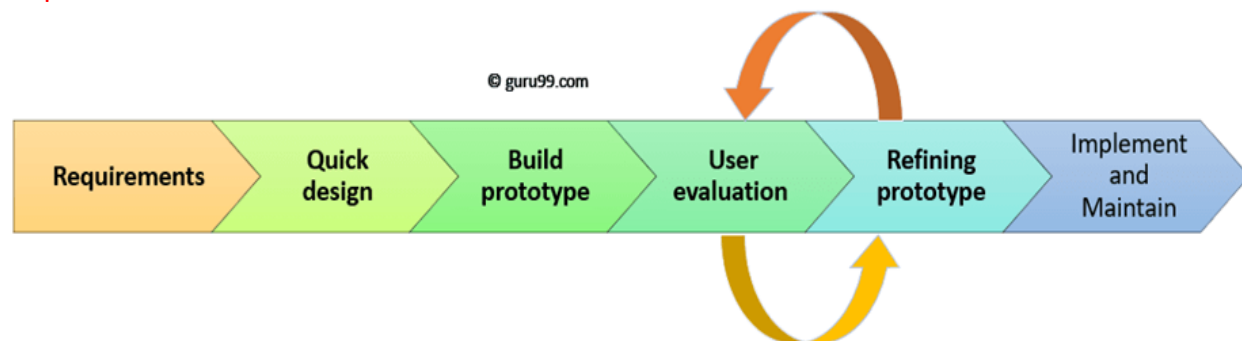 © guru99.com
Requirements
Quick
design
Build
prototype
User
evaluation
Refining
prototype
Implement
and
Maintain